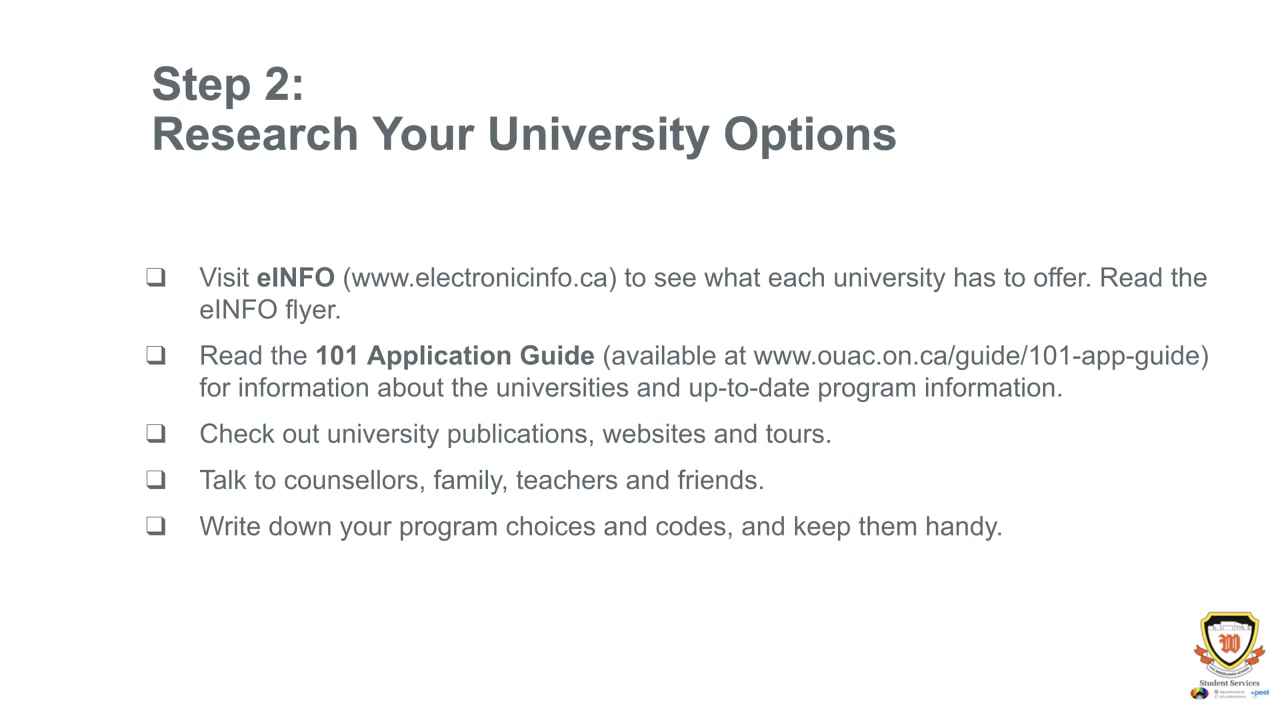 Step 2:
Research Your University Options
❑ Visit eINFO (www.electronicinfo.ca) to see what each university has to offer. Read the
eINFO flyer.
❑ Read the 101 Application Guide (available at www.ouac.on.ca/guide/101-app-guide)
for information about the universities and up-to-date program information.
❑ Check out university publications, websites and tours.
❑ Talk to counsellors, family, teachers and friends.
❑ Write down your program choices and codes, and keep them handy.
W
Student Services
peel